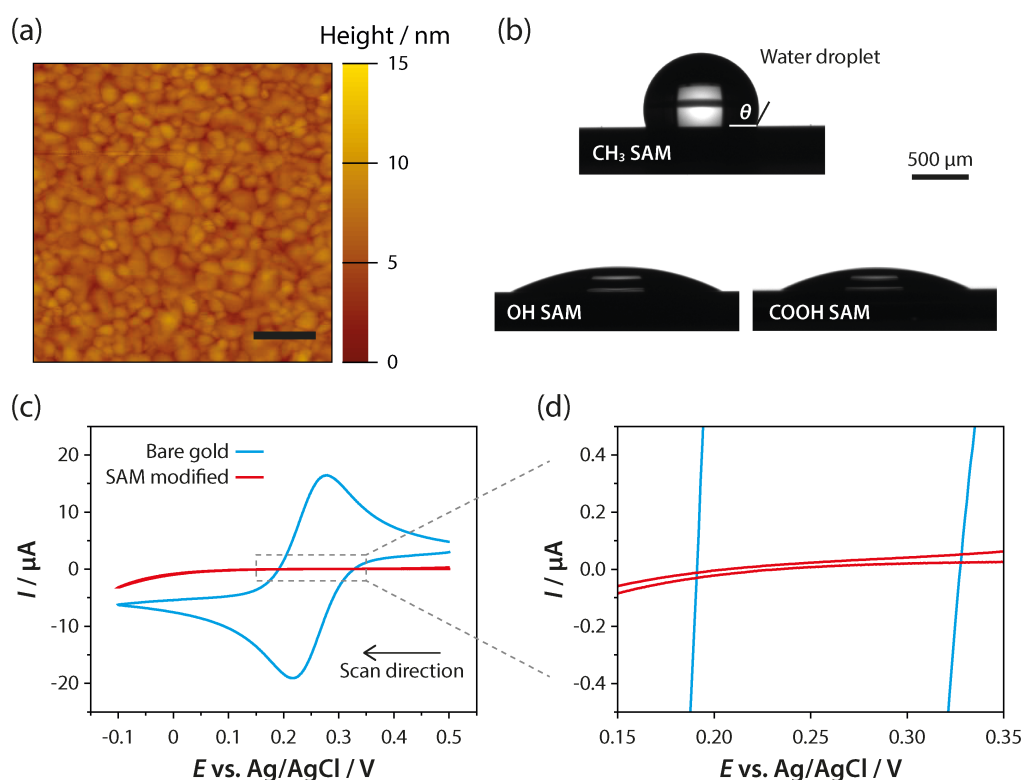 (a)
Height / nm
15
10
5
0
(b)
Water droplet
θ
CH₃ SAM
500 µm
OH SAM
COOH SAM
(c)
Bare gold
SAM modified
20
10
0
-10
-20
I / µA
Scan direction
-0.1 0 0.1 0.2 0.3 0.4 0.5
E vs. Ag/AgCl / V
(d)
0.4
0.2
0.0
-0.2
-0.4
I / µA
0.15 0.20 0.25 0.30 0.35
E vs. Ag/AgCl / V